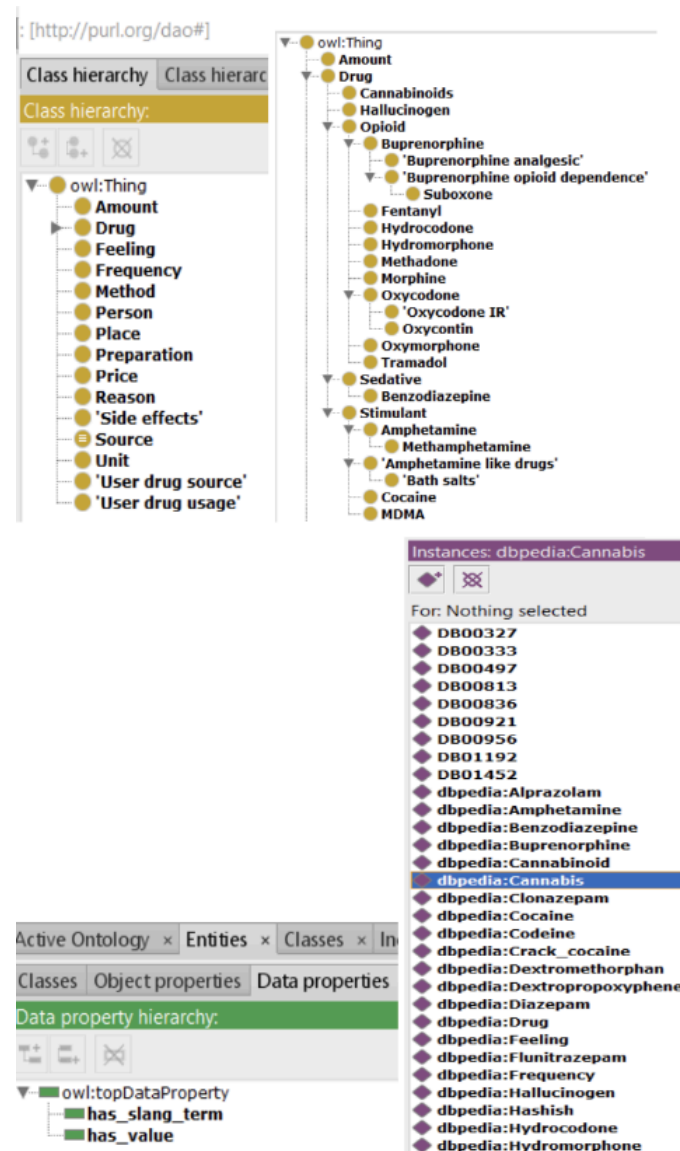 : [http://purl.org/dao#]
Class hierarchy Class hierarc
Class hierarchy:
owl:Thing
Amount
Drug
Feeling
Frequency
Method
Person
Place
Preparation
Price
Reason
'Side effects'
Source
Unit
'User drug source'
'User drug usage'
owl:Thing
Amount
Drug
Cannabinoids
Hallucinogen
Opioid
Buprenorphine
'Buprenorphine analgesic'
'Buprenorphine opioid dependence'
Suboxone
Fentanyl
Hydrocodone
Hydromorphone
Methadone
Morphine
Oxycodone
'Oxycodone IR'
Oxycontin
Oxymorphone
Tramadol
Sedative
Benzodiazepine
Stimulant
Amphetamine
Methamphetamine
'Amphetamine like drugs'
'Bath salts'
Cocaine
MDMA
Instances: dbpedia:Cannabis
For: Nothing selected
DB00327
DB00333
DB00497
DB00813
DB00836
DB00921
DB00956
DB01192
DB01452
dbpedia:Alprazolam
dbpedia:Amphetamine
dbpedia:Benzodiazepine
dbpedia:Buprenorphine
dbpedia:Cannabinoid
dbpedia:Cannabis
dbpedia:Clonazepam
dbpedia:Cocaine
dbpedia:Codeine
dbpedia:Crack_cocaine
dbpedia:Dextromethorphan
dbpedia:Dextropropoxyphene
dbpedia:Diazepam
dbpedia:Drug
dbpedia:Feeling
dbpedia:Flunitrazepam
dbpedia:Frequency
dbpedia:Hallucinogen
dbpedia:Hashish
dbpedia:Hydrocodone
dbpedia:Hydromorphone
Active Ontology × Entities × Classes × In
Classes Object properties Data properties
Data property hierarchy:
owl:topDataProperty
has_slang_term
has_value